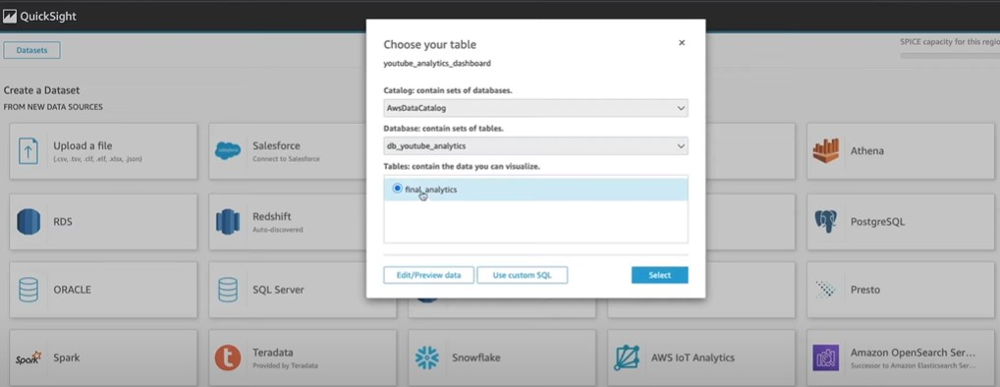 QuickSight
Datasets
SPICE capacity for this regio
Create a Dataset
FROM NEW DATA SOURCES
Choose your table
youtube_analytics_dashboard
Catalog: contain sets of databases.
AwsDataCatalog
Database: contain sets of tables.
db_youtube_analytics
Tables: contain the data you can visualize.
final_analytics
Edit/Preview data
Use custom SQL
Select
Upload a file
(.csv, .tsv, .clf, .elf, .xlsx, .json)
Salesforce
Connect to Salesforce
Athena
RDS
Redshift
Auto-discovered
PostgreSQL
ORACLE
SQL Server
Presto
Spark
Spark
Teradata
Provided by Teradata
Snowflake
AWS IoT Analytics
Amazon OpenSearch Ser...
Successor to Amazon Elasticsearch Ser...